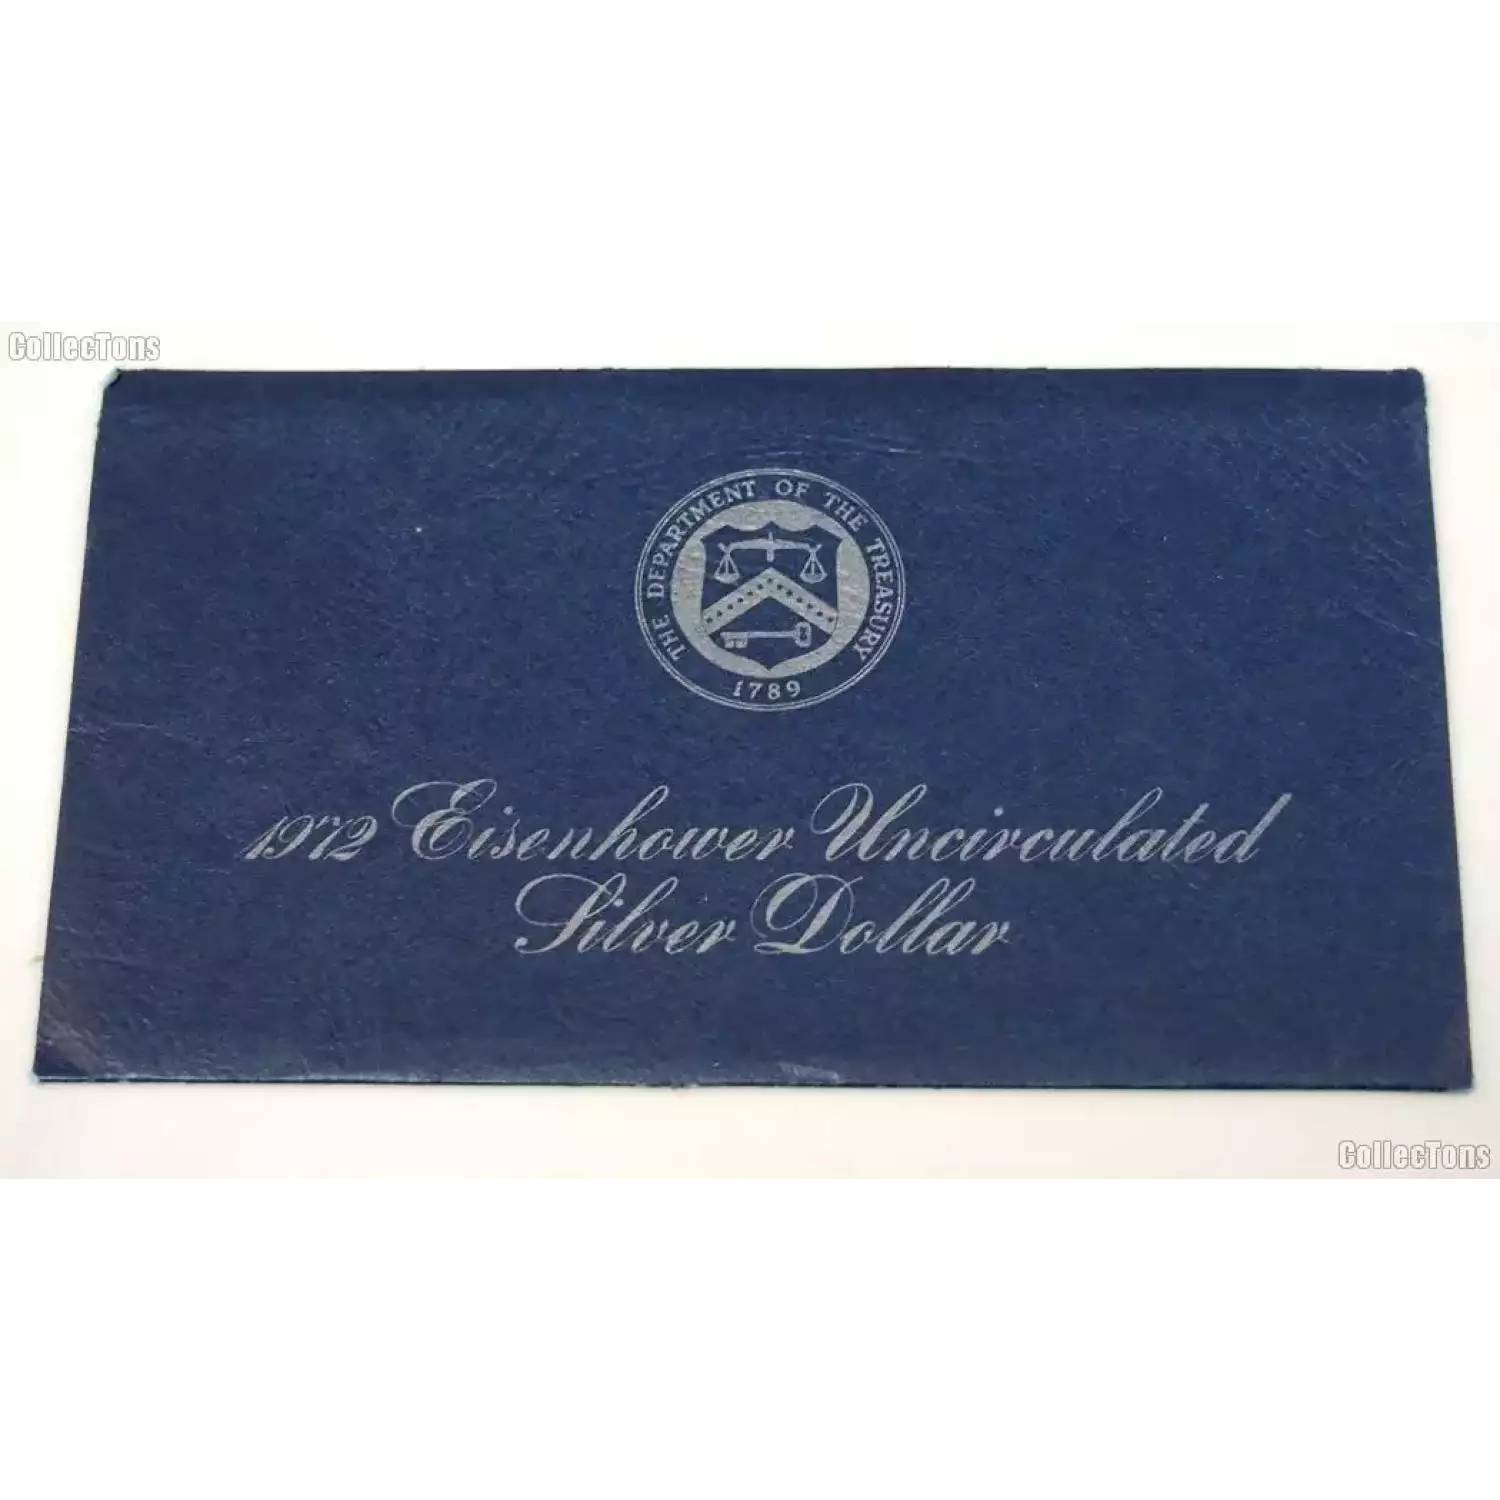 CollecTons
THE DEPARTMENT OF THE TREASURY
1789
1972 Eisenhower Uncirculated
Silver Dollar
CollecTons